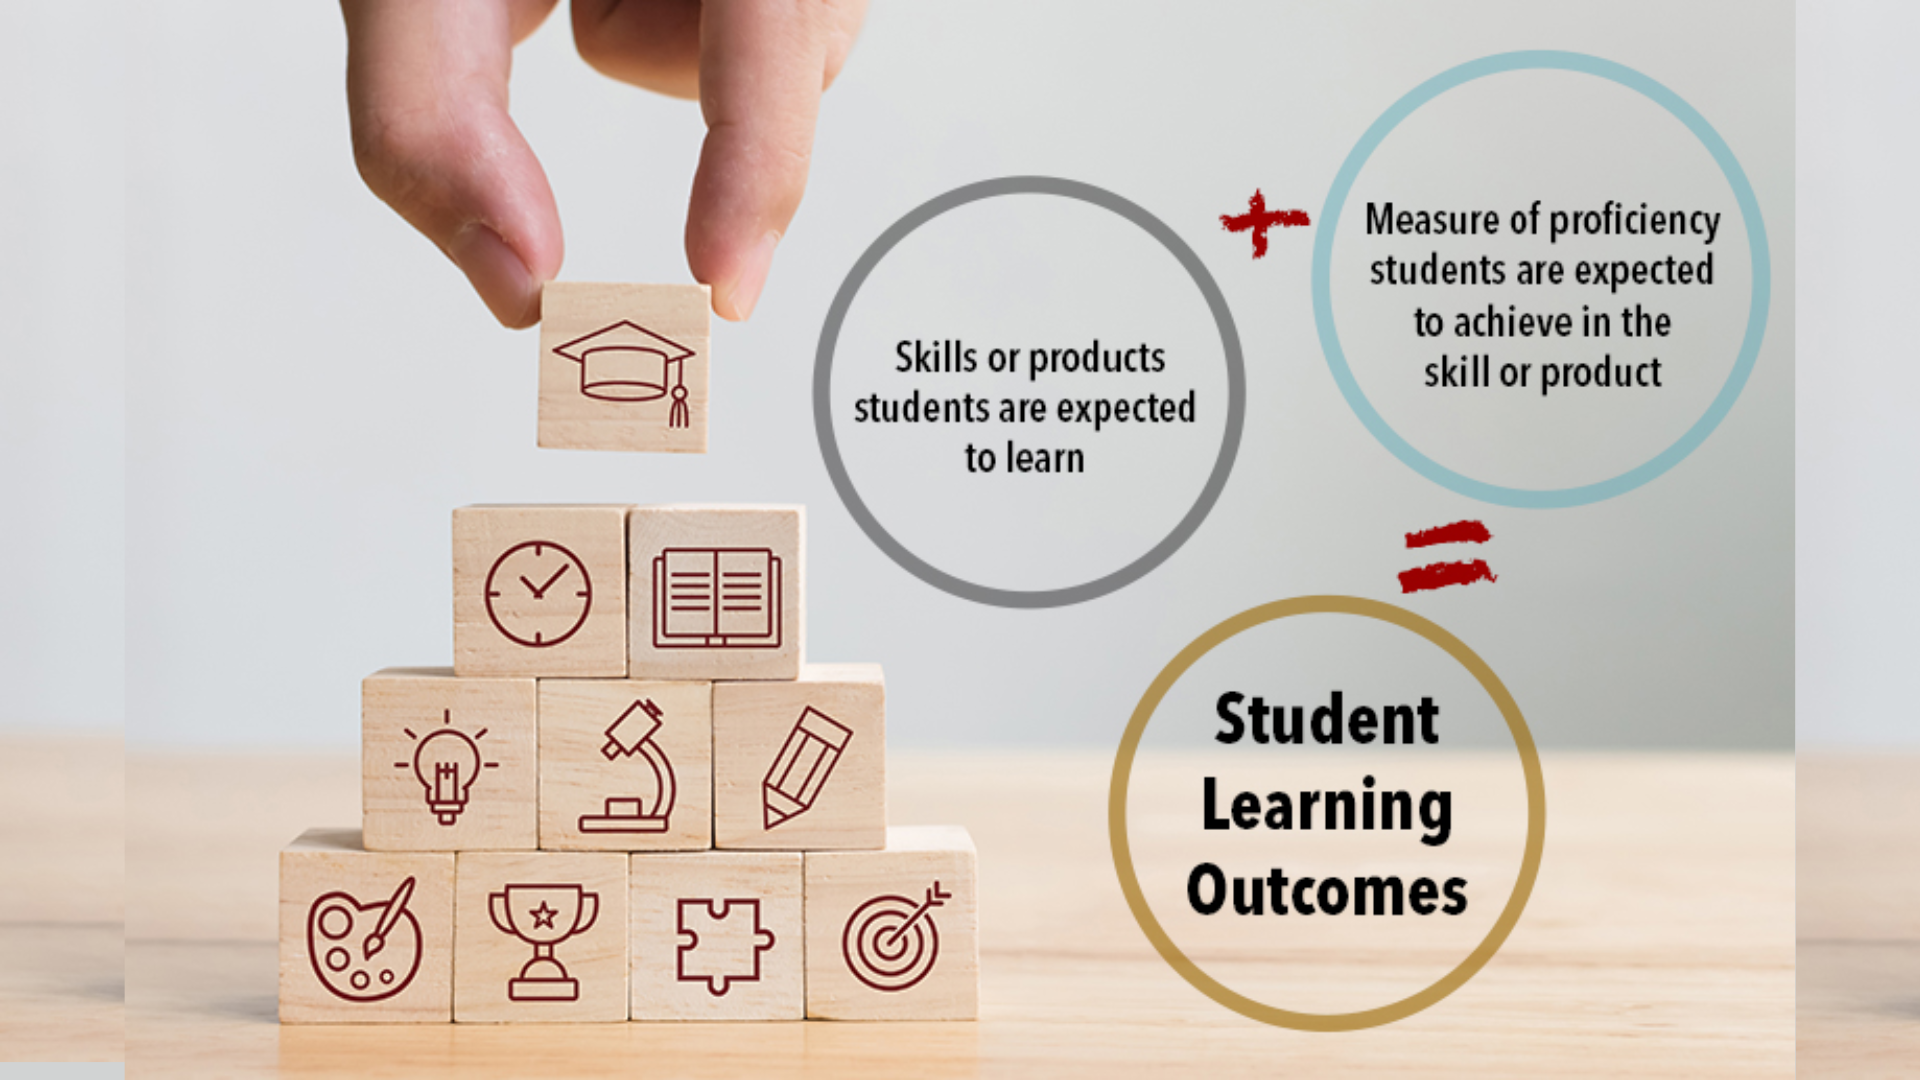 Skills or products
students are expected
to learn
+
Measure of proficiency
students are expected
to achieve in the
skill or product
=
Student
Learning
Outcomes